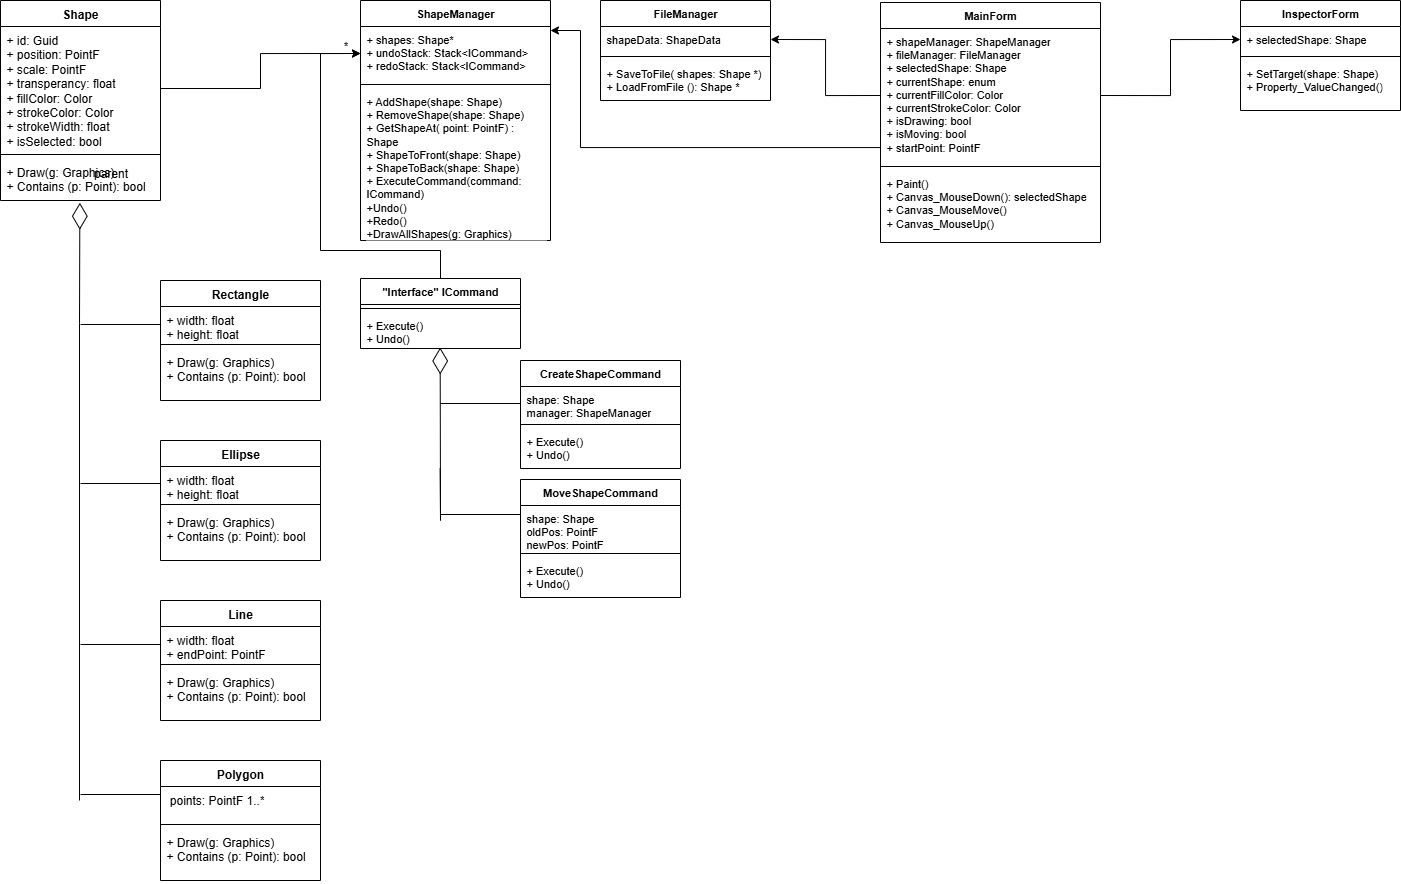 Shape
+ id: Guid
+ position: PointF
+ scale: PointF
+ transperancy: float
+ fillColor: Color
+ strokeColor: Color
+ strokeWidth: float
+ isSelected: bool
+ Draw(g: Graphics)
parent
+ Contains (p: Point): bool
*
ShapeManager
+ shapes: Shape*
+ undoStack: Stack<ICommand>
+ redoStack: Stack<ICommand>
+ AddShape(shape: Shape)
+ RemoveShape(shape: Shape)
+ GetShapeAt( point: PointF) :
Shape
+ ShapeToFront(shape: Shape)
+ ShapeToBack(shape: Shape)
+ ExecuteCommand(command:
ICommand)
+Undo()
+Redo()
+DrawAllShapes(g: Graphics)
FileManager
shapeData: ShapeData
+ SaveToFile( shapes: Shape *)
+ LoadFromFile (): Shape *
MainForm
+ shapeManager: ShapeManager
+ fileManager: FileManager
+ selectedShape: Shape
+ currentShape: enum
+ currentFillColor: Color
+ currentStrokeColor: Color
+ isDrawing: bool
+ isMoving: bool
+ startPoint: PointF
+ Paint()
+ Canvas_MouseDown(): selectedShape
+ Canvas_MouseMove()
+ Canvas_MouseUp()
InspectorForm
+ selectedShape: Shape
+ SetTarget(shape: Shape)
+ Property_ValueChanged()
Rectangle
+ width: float
+ height: float
+ Draw(g: Graphics)
+ Contains (p: Point): bool
"Interface" ICommand
+ Execute()
+ Undo()
CreateShapeCommand
shape: Shape
manager: ShapeManager
+ Execute()
+ Undo()
Ellipse
+ width: float
+ height: float
+ Draw(g: Graphics)
+ Contains (p: Point): bool
MoveShapeCommand
shape: Shape
oldPos: PointF
newPos: PointF
+ Execute()
+ Undo()
Line
+ width: float
+ endPoint: PointF
+ Draw(g: Graphics)
+ Contains (p: Point): bool
Polygon
points: PointF 1..*
+ Draw(g: Graphics)
+ Contains (p: Point): bool